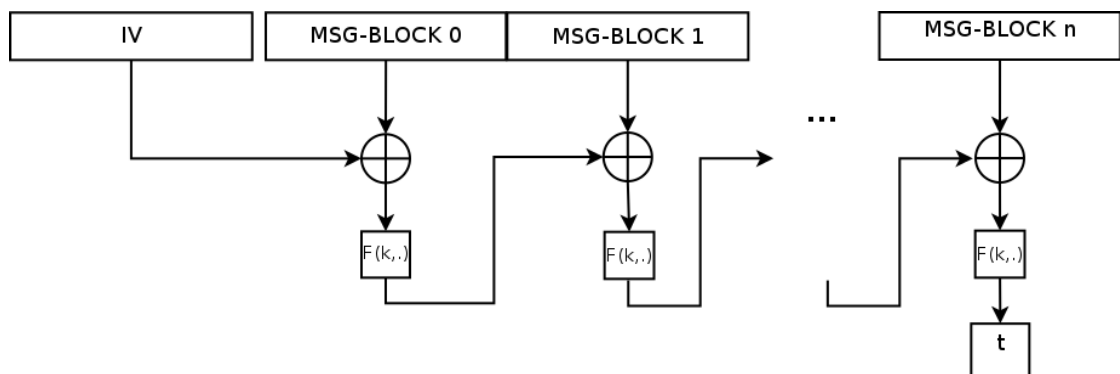 IV
MSG-BLOCK 0
MSG-BLOCK 1
MSG-BLOCK n
...
F(k,.)
F(k,.)
F(k,.)
t